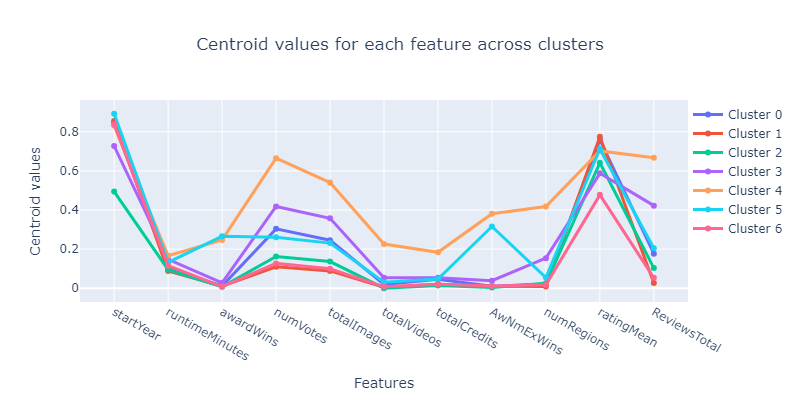 Centroid values for each feature across clusters
Centroid values
0.8
0.6
0.4
0.2
0
startYear
runtimeMinutes
awardWins
numVotes
totalImages
totalVideos
totalCredits
AwNmExWins
numRegions
ratingMean
ReviewsTotal
Features
Cluster 0
Cluster 1
Cluster 2
Cluster 3
Cluster 4
Cluster 5
Cluster 6